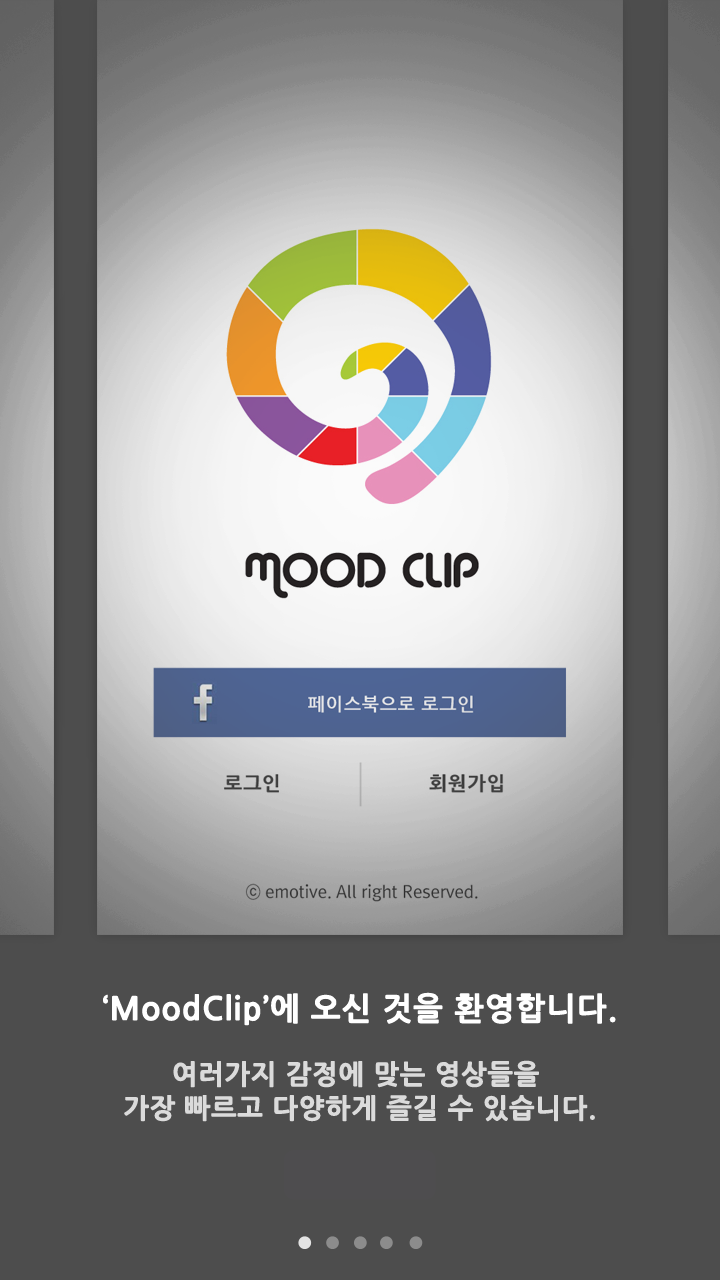 MOOD CLIP
f 페이스북으로 로그인
로그인 회원가입
ⓒ emotive. All right Reserved.
‘MoodClip’에 오신 것을 환영합니다.
여러가지 감정에 맞는 영상들을
가장 빠르고 다양하게 즐길 수 있습니다.